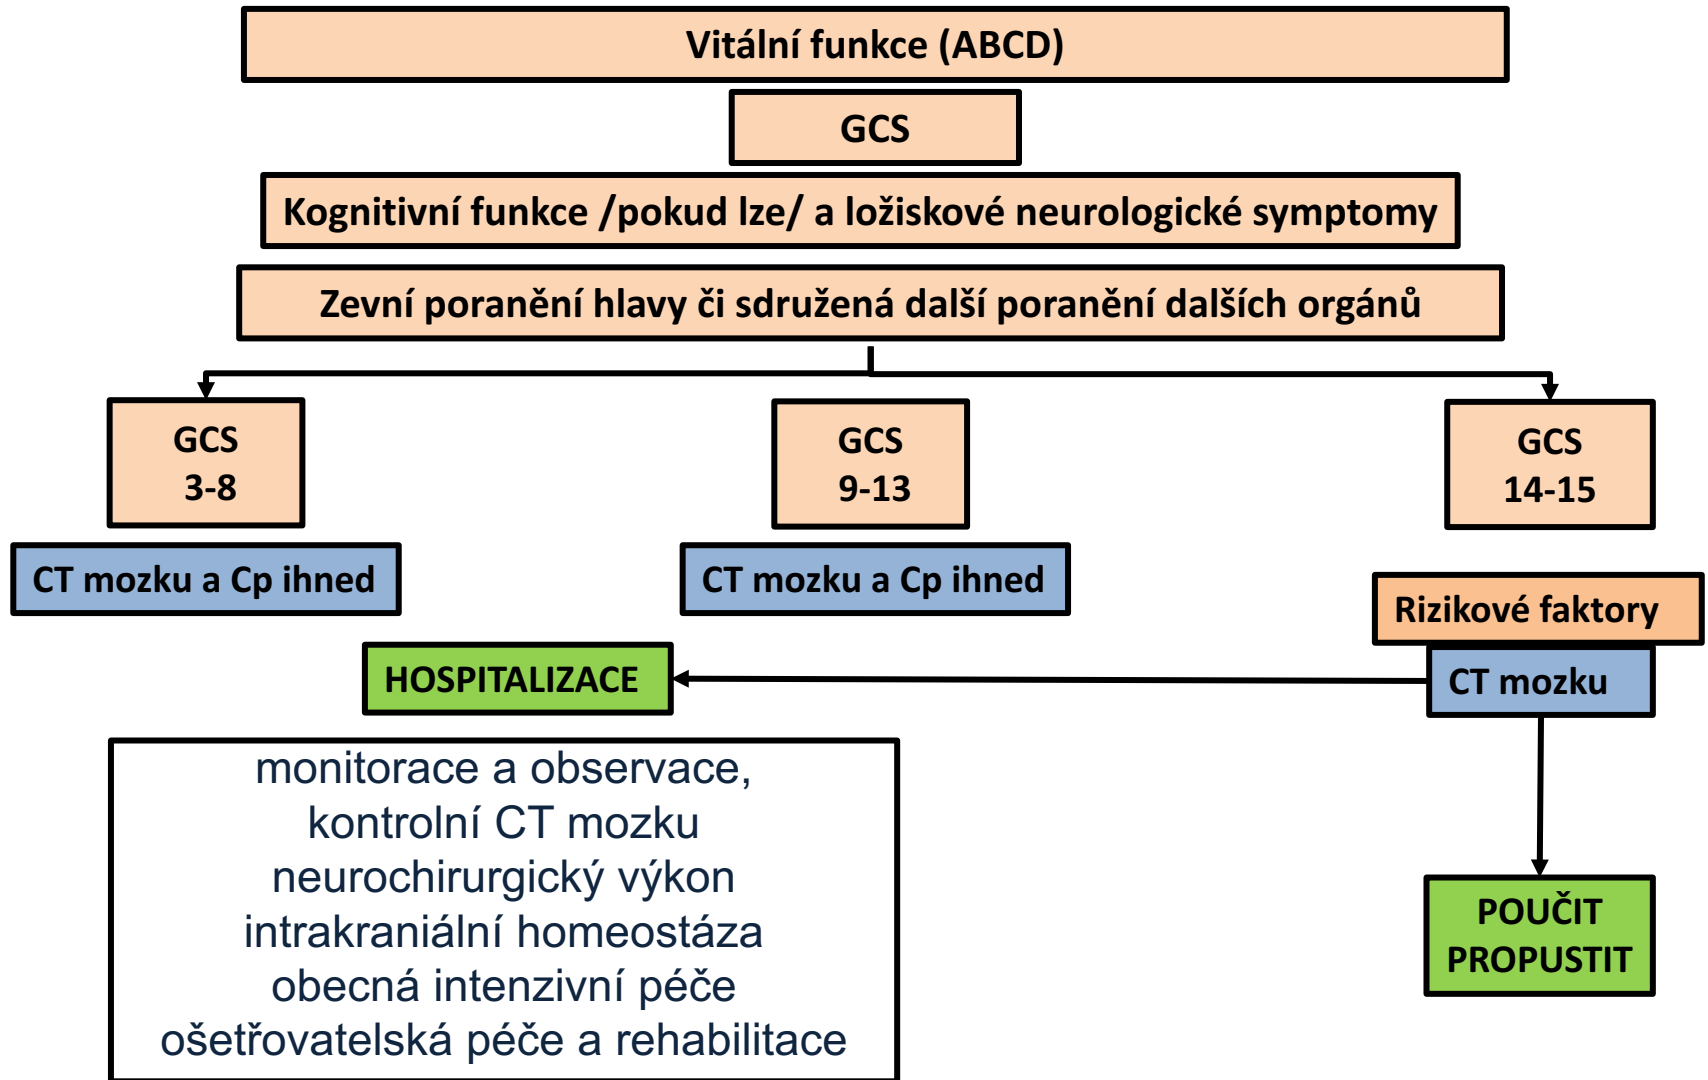 Vitální funkce (ABCD)
GCS
Kognitivní funkce /pokud lze/ a ložiskové neurologické symptomy
Zevní poranění hlavy či sdružená další poranění dalších orgánů
GCS
3-8
GCS
9-13
GCS
14-15
CT mozku a Cp ihned
CT mozku a Cp ihned
Rizikové faktory
HOSPITALIZACE
CT mozku
monitorace a observace,
kontrolní CT mozku
neurochirurgický výkon
intrakraniální homeostáza
obecná intenzivní péče
ošetřovatelská péče a rehabilitace
POUČIT
PROPUSTIT